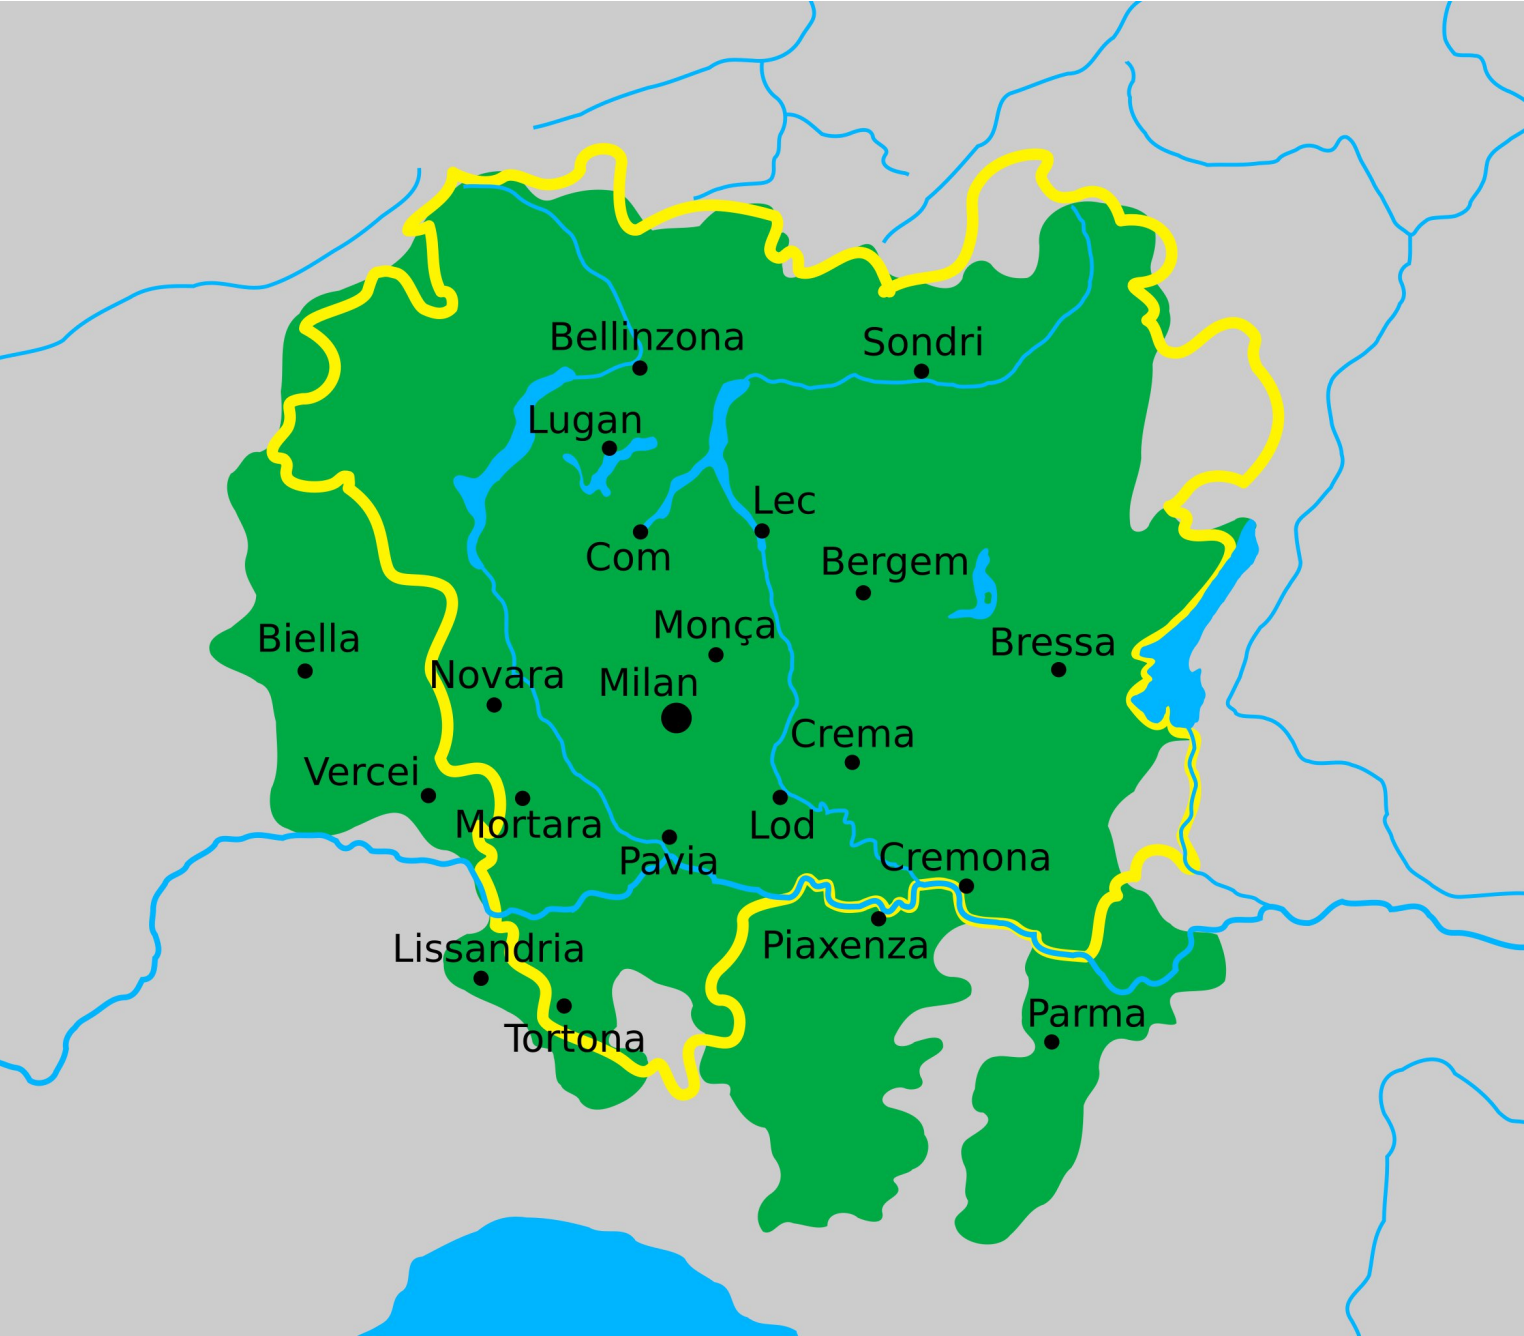 Bellinzona
Sondri
Lugan
Lec
Com
Bergem
Monça
Biella
Bressa
Novara
Milan
Crema
Vercei
Mortara
Lod
Pavia
Cremona
Lissandria
Piaxenza
Parma
Tortona